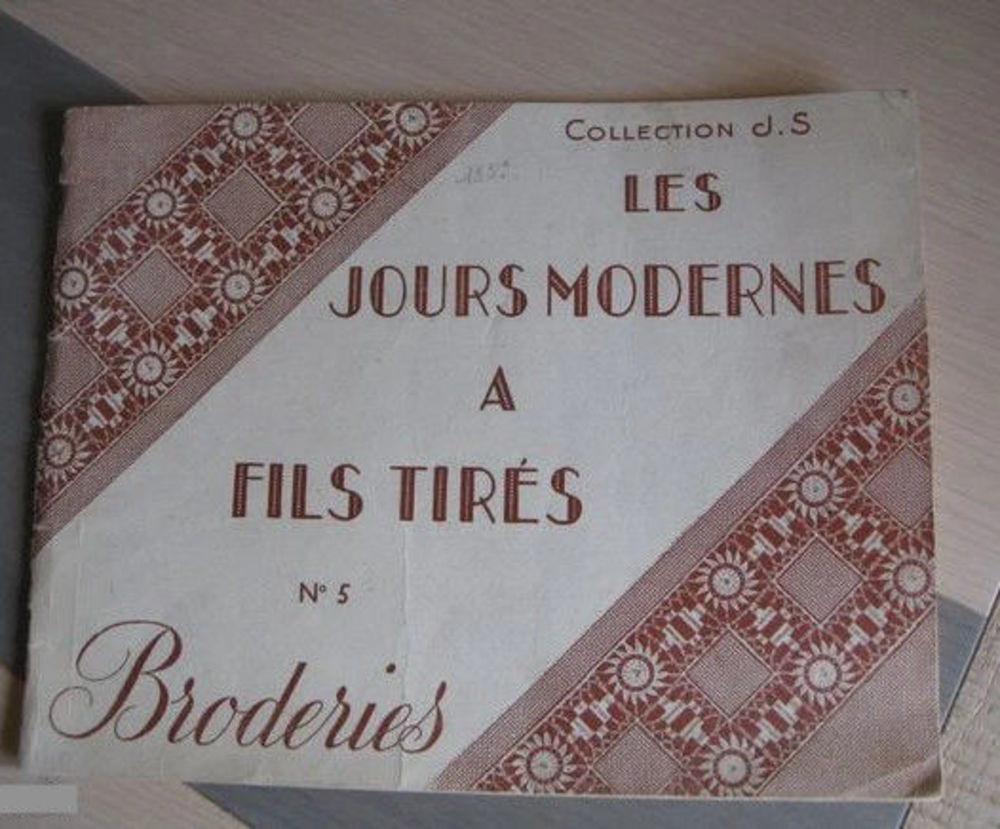 COLLECTION J.S
LES
JOURS MODERNES
A
FILS TIRÉS
N° 5
Broderies